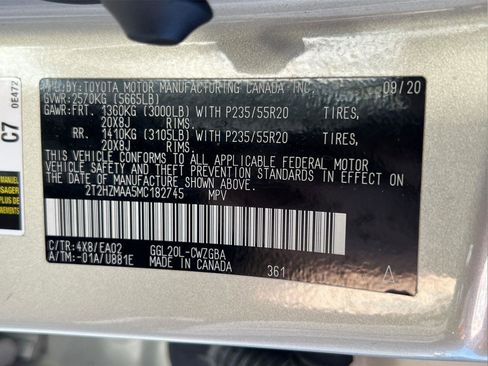 MFD.BY:TOYOTA MOTOR MANUFACTURING CANADA INC. 09/20
GVWR:2570KG (5665LB)
GAWR:FRT. 1360KG (3000LB) WITH P235/55R20 TIRES,
20X8J RIMS.
RR. 1410KG (3105LB) WITH P235/55R20 TIRES,
20X8J RIMS.
THIS VEHICLE CONFORMS TO ALL APPLICABLE FEDERAL MOTOR
VEHICLE SAFETY AND THEFT PREVENTION STANDARDS IN EFFECT ON
THE DATE OF MANUFACTURE SHOWN ABOVE.
2T2HZMAA5MC182745 MPV
C/TR:4X8/EA02 GGL20L-CWZGBA
A/TM:-01A/U881E MADE IN CANADA 361 A
C7
0E472